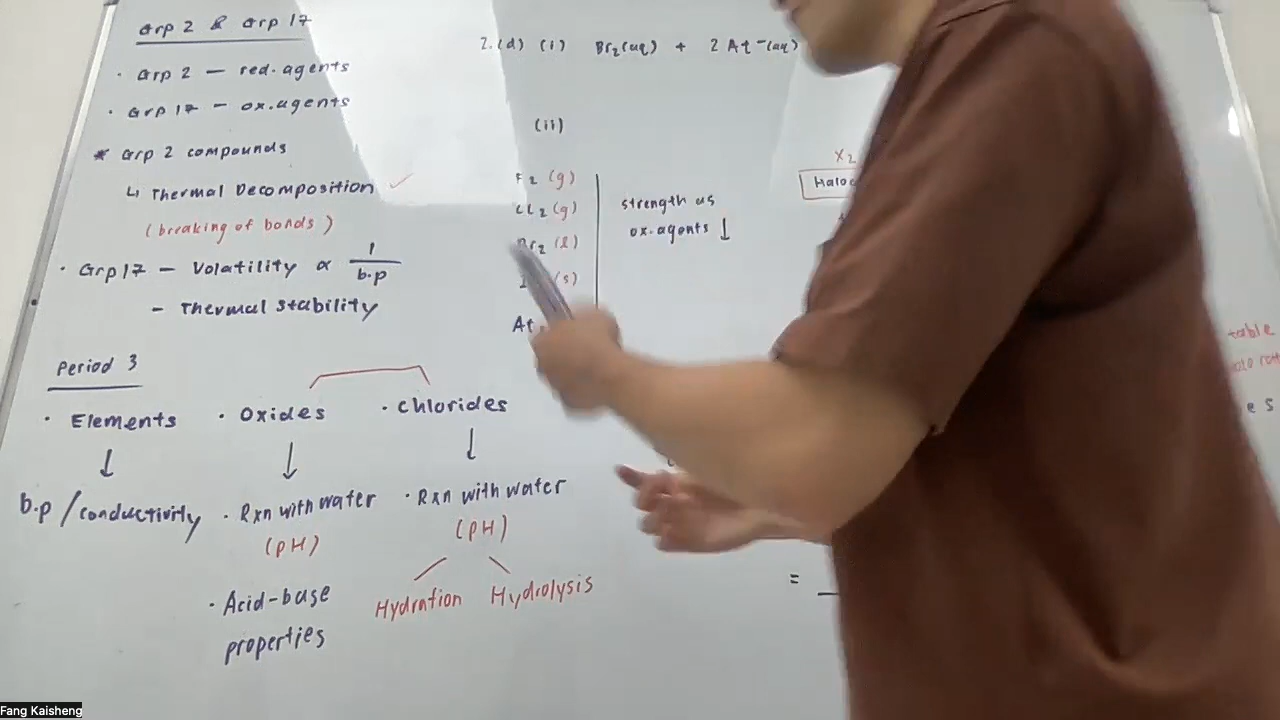 Grp 2 & Grp 17
· Grp 2 – red. agents
· Grp 17 – ox. agents
* Grp 2 compounds
↳ Thermal Decomposition ✓
(breaking of bonds)
· Grp 17 – Volatility ∝ 1/b.p
– Thermal stability
Period 3
· Elements · Oxides · Chlorides
↓ ↓ ↓
b.p / conductivity · Rxn with water (pH) · Rxn with water (pH)
· Acid-base properties
Hydration Hydrolysis
2.(d) (i) Br2(aq) + 2 At⁻(aq)
(ii)
F2 (g)
Cl2 (g)
Br2 (l)
(s)
At
strength as
ox. agents ↓
X2
=
Fang Kaisheng